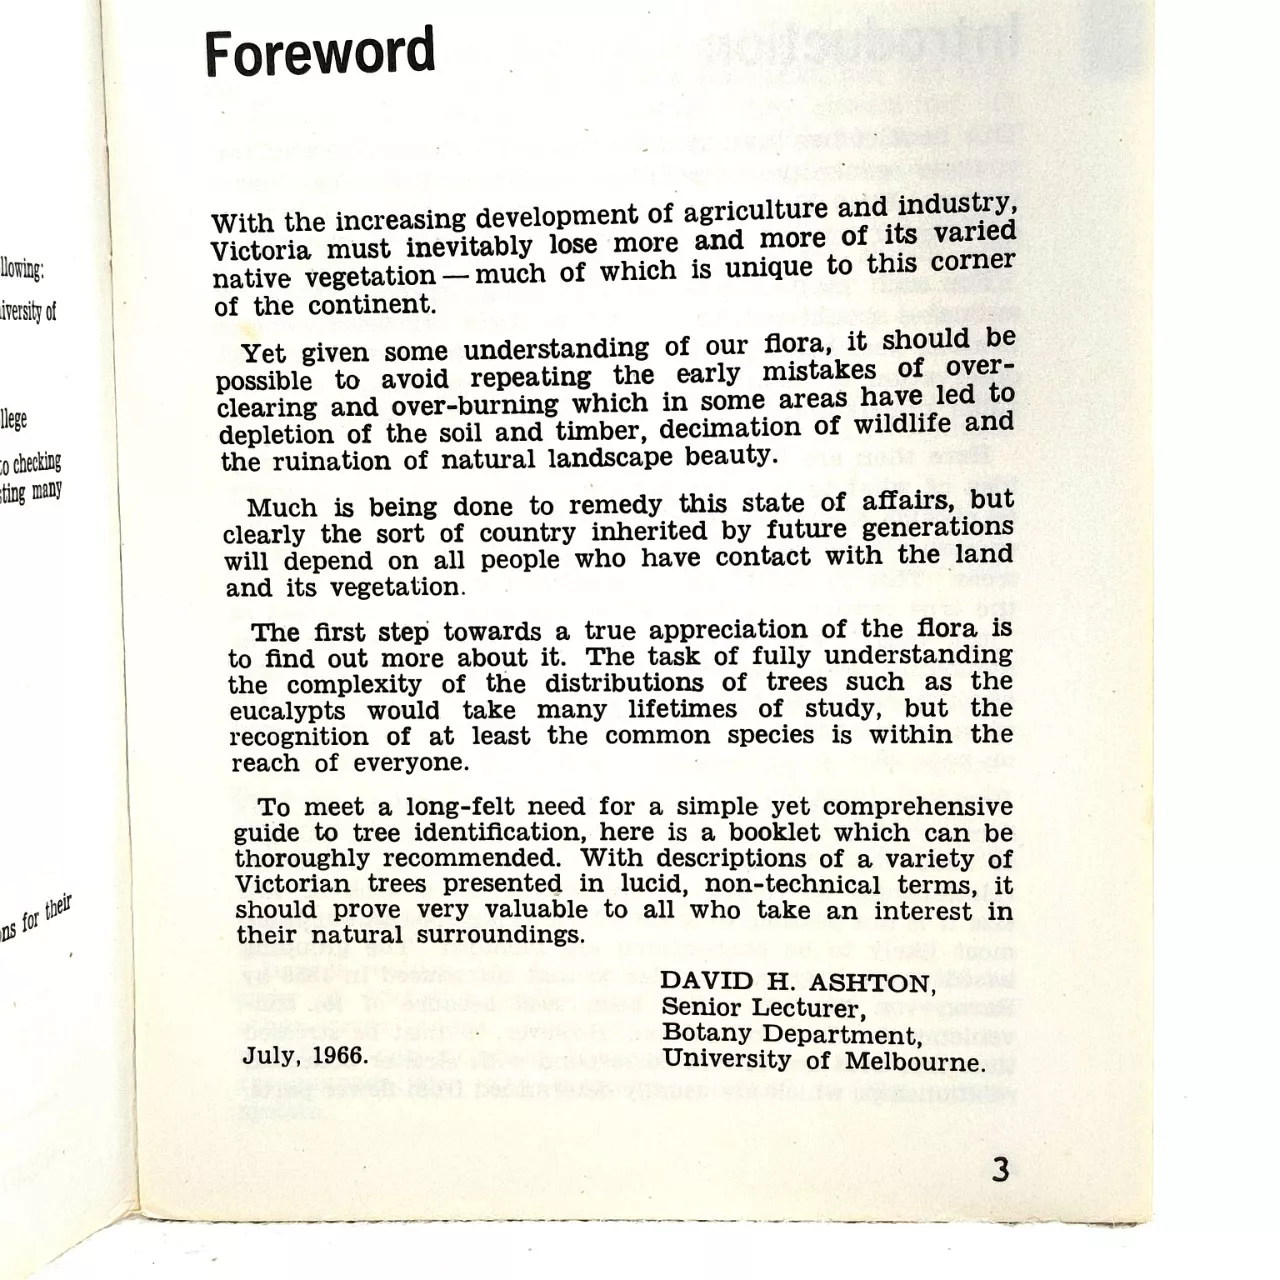 Foreword
With the increasing development of agriculture and industry,
Victoria must inevitably lose more and more of its varied
native vegetation — much of which is unique to this corner
of the continent.
Yet given some understanding of our flora, it should be
possible to avoid repeating the early mistakes of over-
clearing and over-burning which in some areas have led to
depletion of the soil and timber, decimation of wildlife and
the ruination of natural landscape beauty.
Much is being done to remedy this state of affairs, but
clearly the sort of country inherited by future generations
will depend on all people who have contact with the land
and its vegetation.
The first step towards a true appreciation of the flora is
to find out more about it. The task of fully understanding
the complexity of the distributions of trees such as the
eucalypts would take many lifetimes of study, but the
recognition of at least the common species is within the
reach of everyone.
To meet a long-felt need for a simple yet comprehensive
guide to tree identification, here is a booklet which can be
thoroughly recommended. With descriptions of a variety of
Victorian trees presented in lucid, non-technical terms, it
should prove very valuable to all who take an interest in
their natural surroundings.
DAVID H. ASHTON,
Senior Lecturer,
Botany Department,
University of Melbourne.
July, 1966.
3
llowing:
iversity of
llege
to checking
sting many
ns for their